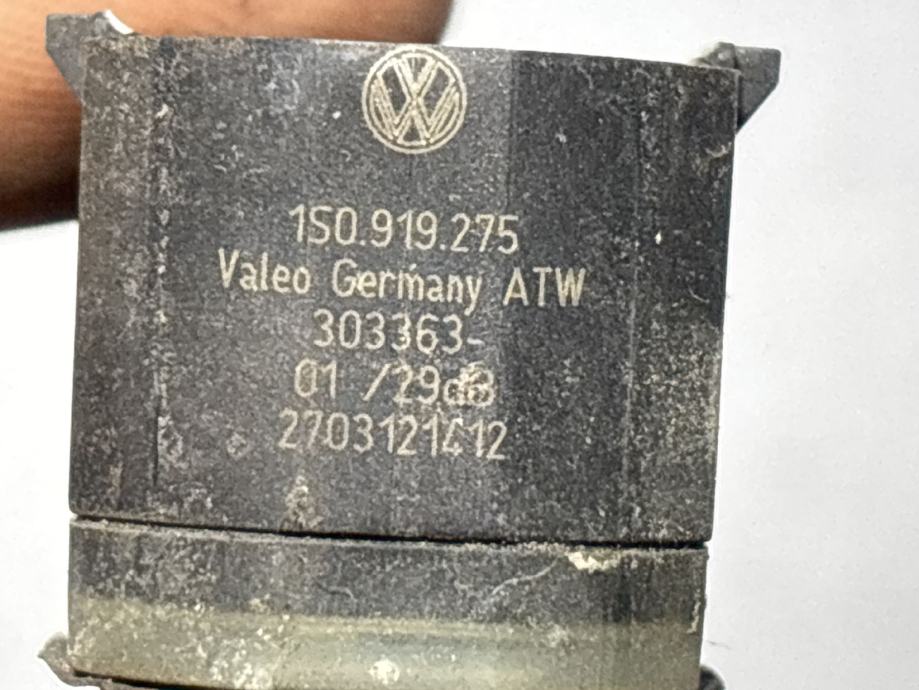 1S0.919.275
Valeo Germany ATW
303363-
01 /29dB
2703121412